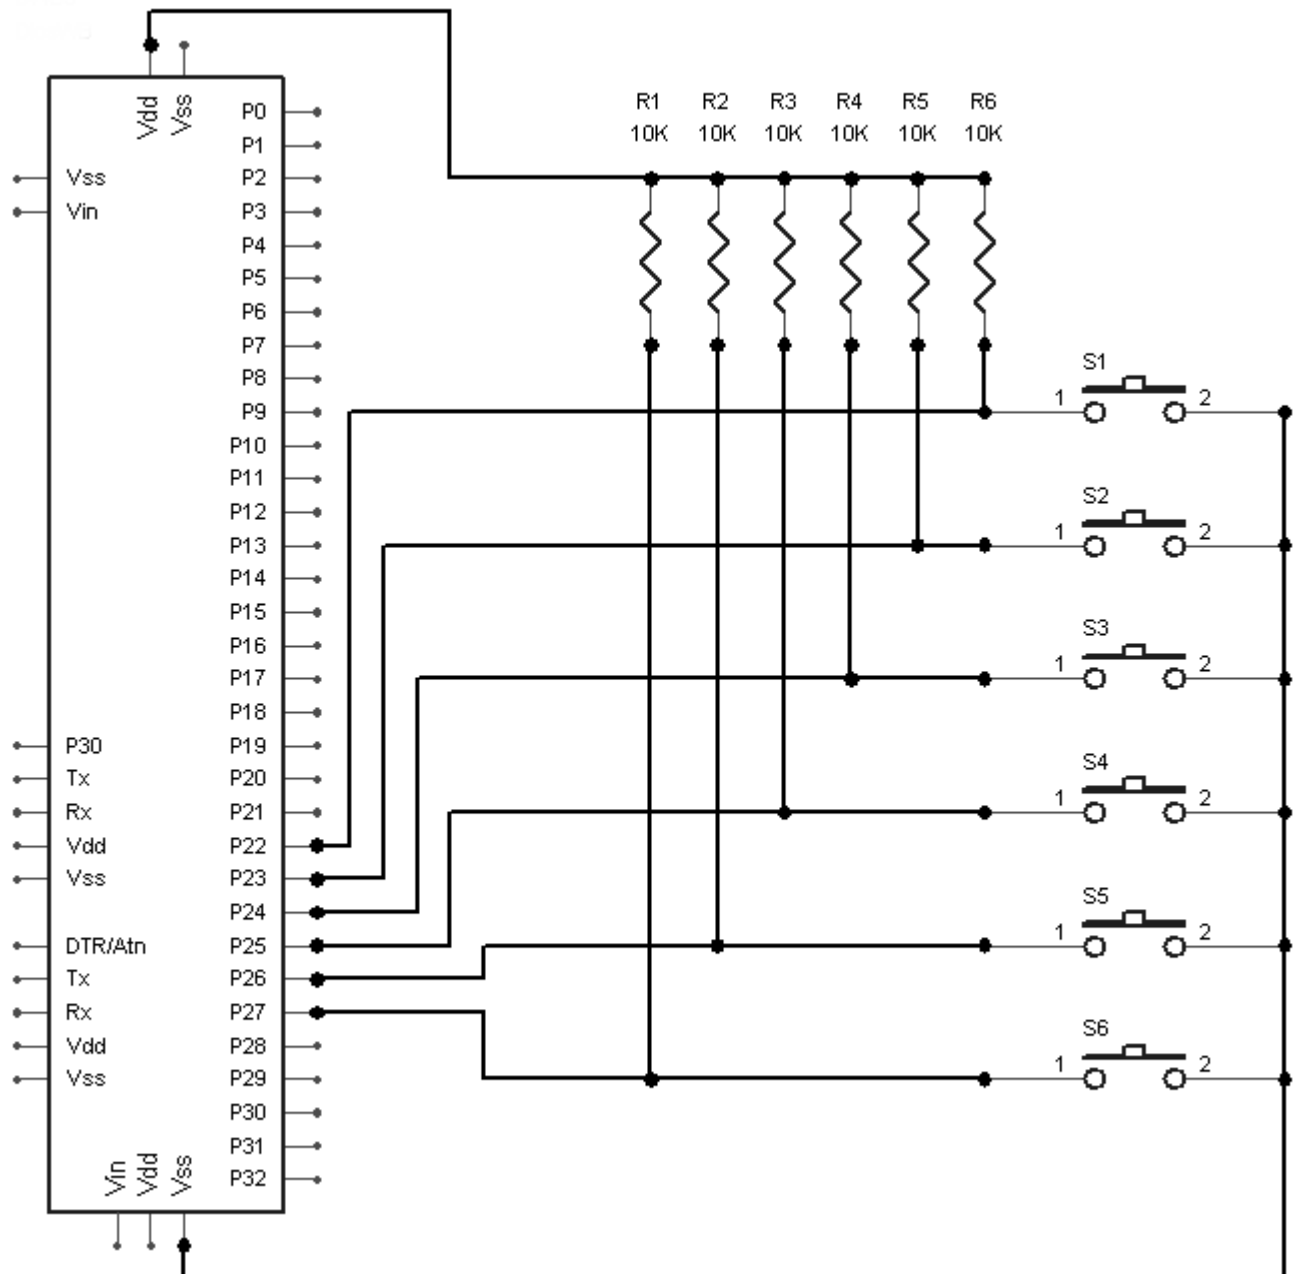 Vdd
Vss
P0
P1
Vss P2
Vin P3
P4
P5
P6
P7
P8
P9
P10
P11
P12
P13
P14
P15
P16
P17
P18
P30 P19
Tx P20
Rx P21
Vdd P22
Vss P23
P24
DTR/Atn P25
Tx P26
Rx P27
Vdd P28
Vss P29
P30
P31
P32
Vin
Vdd
Vss
R1 R2 R3 R4 R5 R6
10K 10K 10K 10K 10K 10K
S1
1 2
S2
1 2
S3
1 2
S4
1 2
S5
1 2
S6
1 2